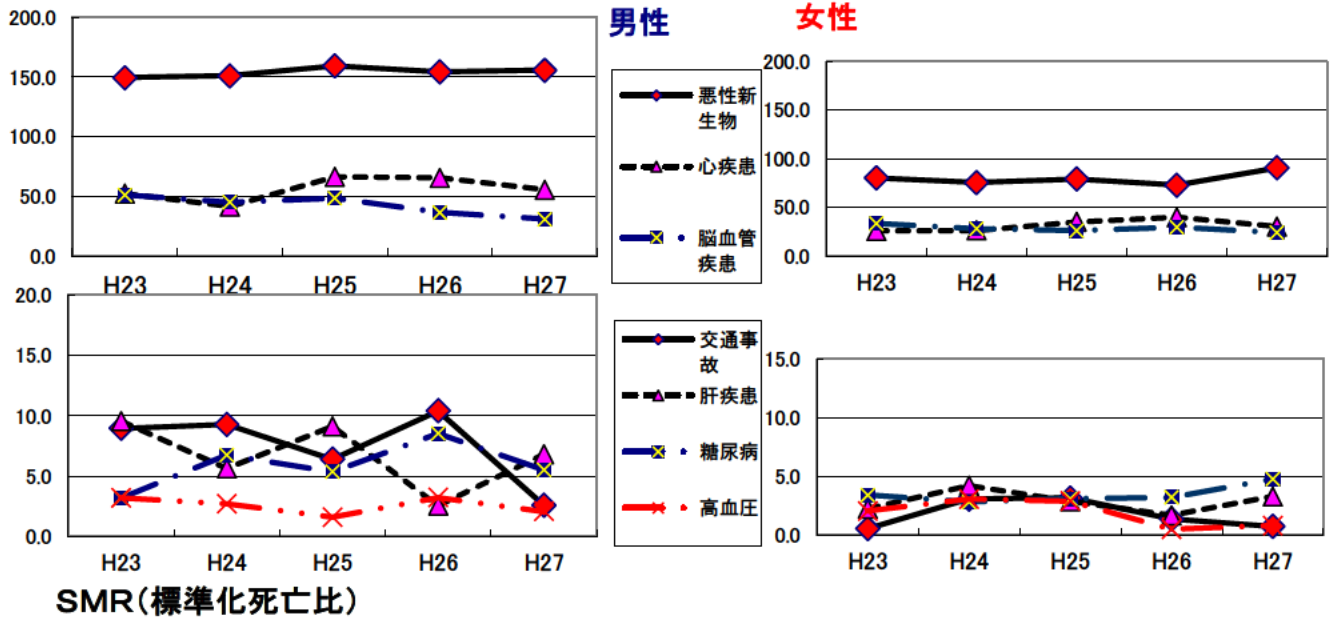 男性
女性
200.0
150.0
100.0
50.0
0.0
H23
H24
H25
H26
H27
悪性新
生物
心疾患
脳血管
疾患
200.0
150.0
100.0
50.0
0.0
H23
H24
H25
H26
H27
20.0
15.0
10.0
5.0
0.0
H23
H24
H25
H26
H27
交通事
故
肝疾患
糖尿病
高血圧
15.0
10.0
5.0
0.0
H23
H24
H25
H26
H27
SMR(標準化死亡比)